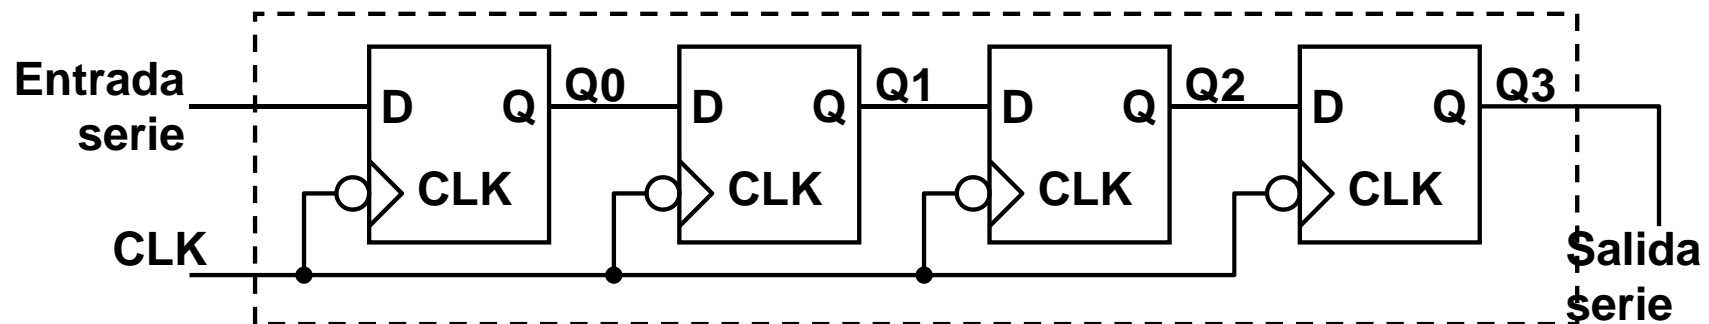 Entrada
serie
D Q Q0
D Q Q1
D Q Q2
D Q Q3
CLK
CLK
CLK
CLK
CLK
Salida
serie